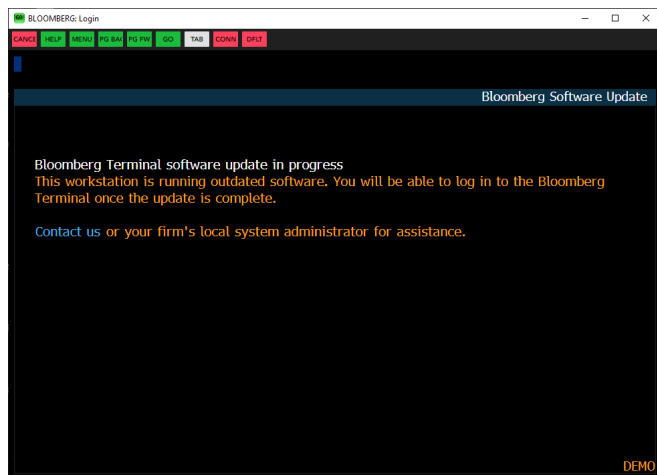 BLOOMBERG: Login
CANCE HELP MENU PG BAC PG FW GO TAB CONN DFLT
Bloomberg Software Update
Bloomberg Terminal software update in progress
This workstation is running outdated software. You will be able to log in to the Bloomberg
Terminal once the update is complete.
Contact us or your firm's local system administrator for assistance.
DEMO